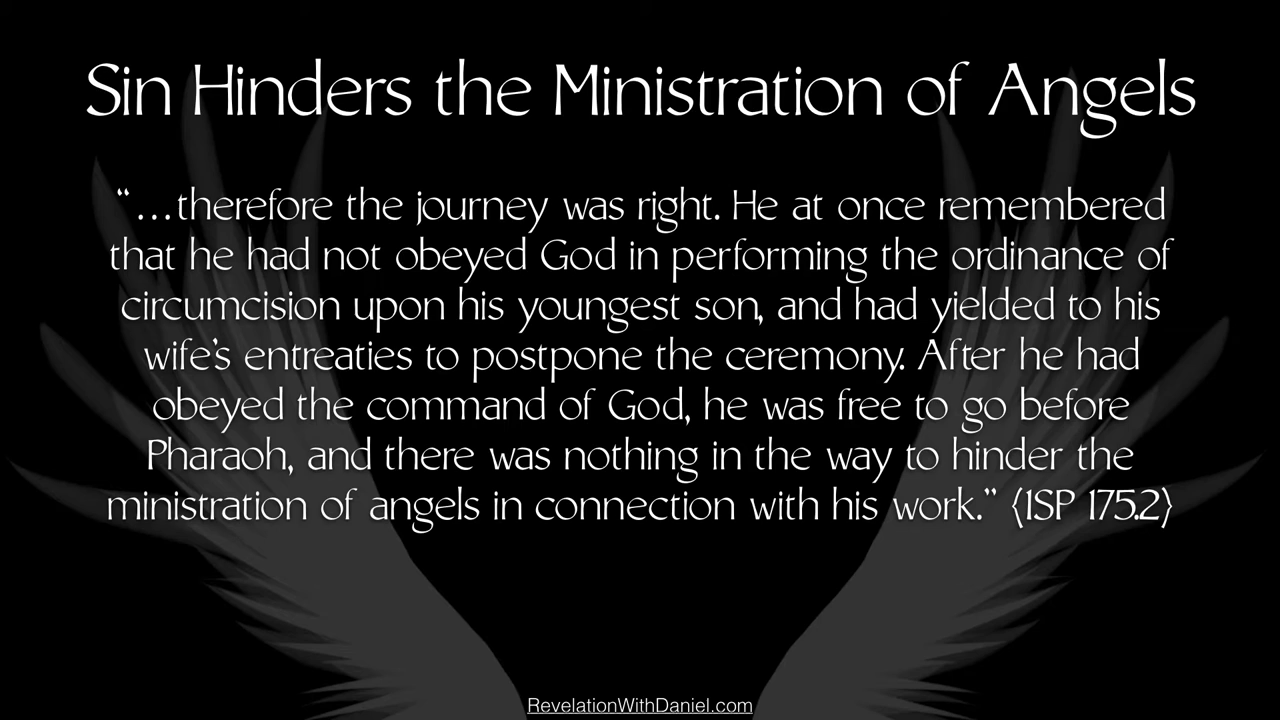 Sin Hinders the Ministration of Angels
“…therefore the journey was right. He at once remembered
that he had not obeyed God in performing the ordinance of
circumcision upon his youngest son, and had yielded to his
wife’s entreaties to postpone the ceremony. After he had
obeyed the command of God, he was free to go before
Pharaoh, and there was nothing in the way to hinder the
ministration of angels in connection with his work.” {1SP 175.2}
RevelationWithDaniel.com